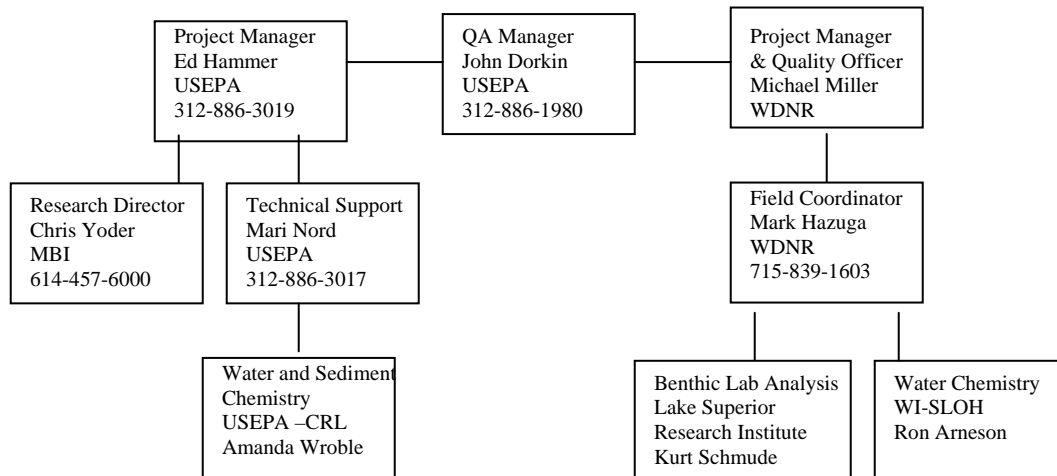 Project Manager
Ed Hammer
USEPA
312-886-3019
QA Manager
John Dorkin
USEPA
312-886-1980
Project Manager
& Quality Officer
Michael Miller
WDNR
Research Director
Chris Yoder
MBI
614-457-6000
Technical Support
Mari Nord
USEPA
312-886-3017
Field Coordinator
Mark Hazuga
WDNR
715-839-1603
Water and Sediment
Chemistry
USEPA –CRL
Amanda Wroble
Benthic Lab Analysis
Lake Superior
Research Institute
Kurt Schmude
Water Chemistry
WI-SLOH
Ron Arneson